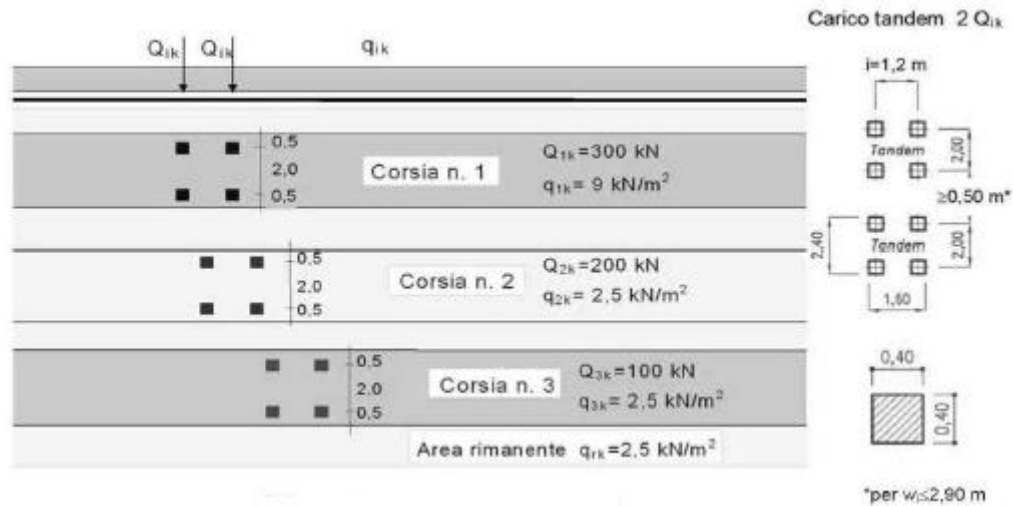 Carico tandem 2 Qik
Qik Qik qik
i=1,2 m
0.5
2.0
0.5
Corsia n. 1
Q1k=300 kN
q1k= 9 kN/m²
Tandem
2,00
≥0,50 m*
0.5
2.0
0.5
Corsia n. 2
Q2k=200 kN
q2k= 2,5 kN/m²
2,40
Tandem
2,00
1,60
0.5
2.0
0.5
Corsia n. 3
Q3k=100 kN
q3k= 2,5 kN/m²
0,40
0,40
Area rimanente qrk=2,5 kN/m²
*per wl≤2,90 m